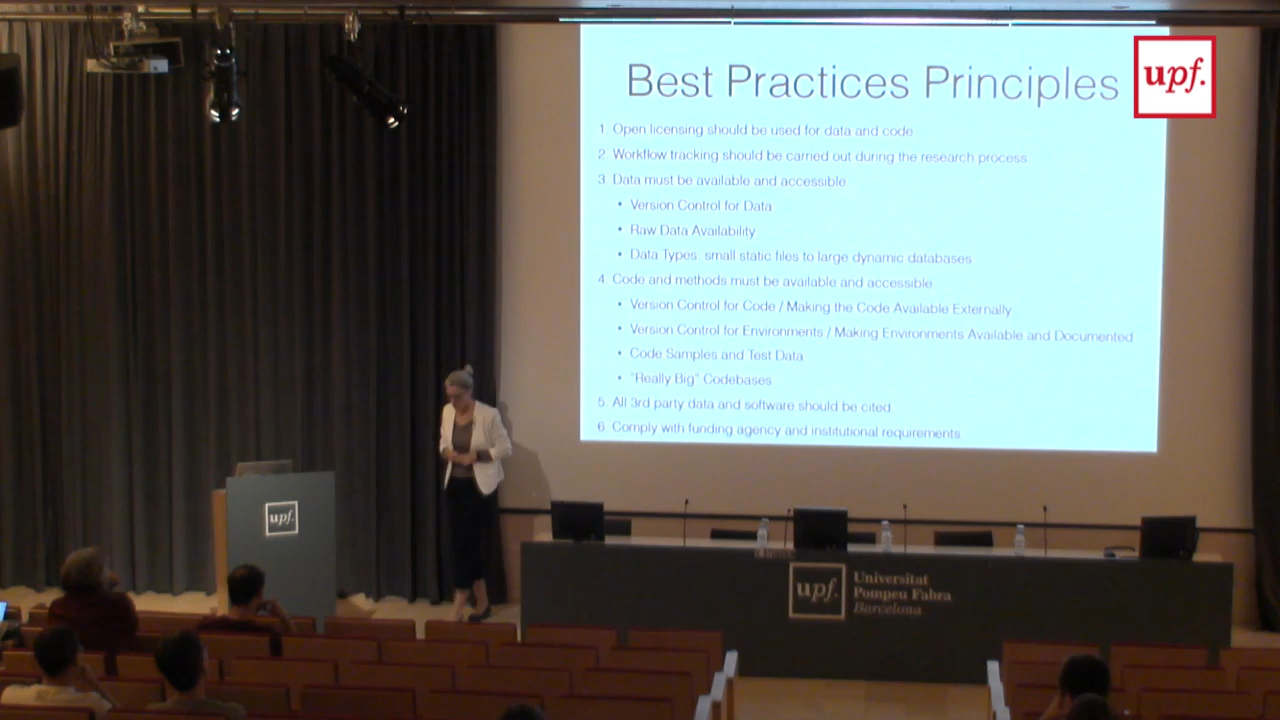 Best Practices Principles
upf.
1. Open licensing should be used for data and code
2. Workflow tracking should be carried out during the research process
3. Data must be available and accessible
• Version Control for Data
• Raw Data Availability
• Data Types: small static files to large dynamic databases
4. Code and methods must be available and accessible
• Version Control for Code / Making the Code Available Externally
• Version Control for Environments / Making Environments Available and Documented
• Code Samples and Test Data
• "Really Big" Codebases
5. All 3rd party data and software should be cited
6. Comply with funding agency and institutional requirements
upf.
upf.
Universitat
Pompeu Fabra
Barcelona